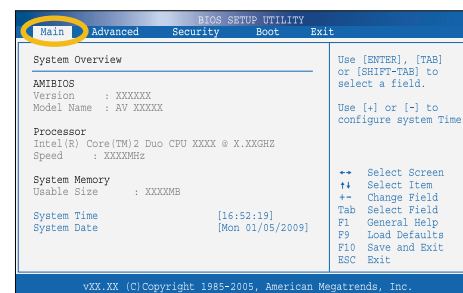 BIOS SETUP UTILITY
Main Advanced Security Boot Exit
System Overview
AMIBIOS
Version : XXXXXX
Model Name : AV XXXXX
Processor
Intel(R) Core(TM)2 Duo CPU XXXX @ X.XXGHZ
Speed : XXXXMHz
System Memory
Usable Size : XXXXMB
System Time [16:52:19]
System Date [Mon 01/05/2009]
Use [ENTER], [TAB]
or [SHIFT-TAB] to
select a field.
Use [+] or [-] to
configure system Time
↔ Select Screen
↑↓ Select Item
+- Change Field
Tab Select Field
F1 General Help
F9 Load Defaults
F10 Save and Exit
ESC Exit
vXX.XX (C)Copyright 1985-2005, American Megatrends, Inc.